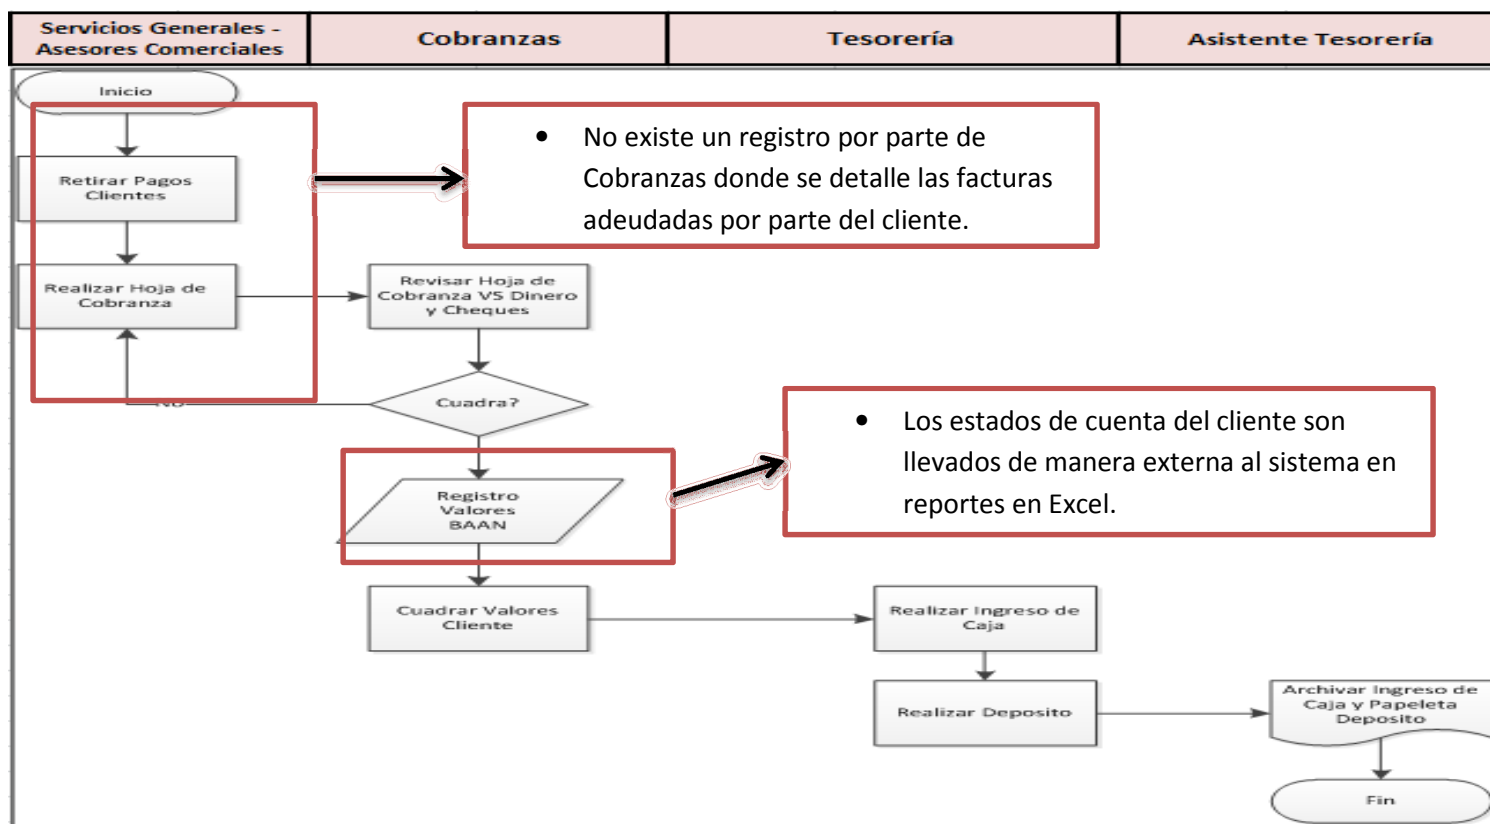 Servicios Generales -
Asesores Comerciales
Cobranzas
Tesorería
Asistente Tesorería
Inicio
• No existe un registro por parte de
Cobranzas donde se detalle las facturas
adeudadas por parte del cliente.
Retirar Pagos
Clientes
Realizar Hoja de
Cobranza
Revisar Hoja de
Cobranza VS Dinero
y Cheques
Cuadra?
NO
• Los estados de cuenta del cliente son
llevados de manera externa al sistema en
reportes en Excel.
Registro
Valores
BAAN
Cuadrar Valores
Cliente
Realizar Ingreso de
Caja
Realizar Deposito
Archivar Ingreso de
Caja y Papeleta
Deposito
Fin